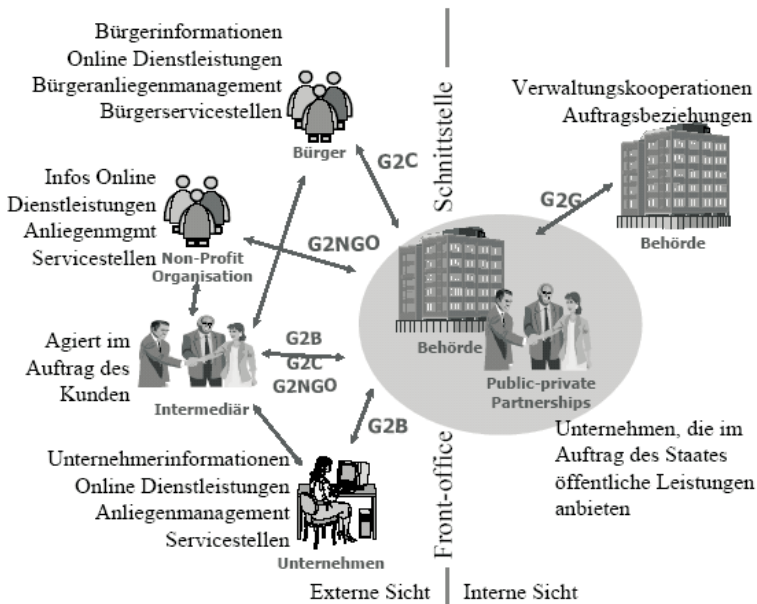 Bürgerinformationen
Online Dienstleistungen
Bürgeranliegenmanagement
Bürgerservicestellen
Bürger
G2C
Schnittstelle
Verwaltungskooperationen
Auftragsbeziehungen
G2G
Behörde
Infos Online
Dienstleistungen
Anliegenmgmt
Servicestellen
Non-Profit
Organisation
G2NGO
Behörde
Public-private
Partnerships
Agiert im
Auftrag des
Kunden
Intermediär
G2B
G2C
G2NGO
G2B
Unternehmen, die im
Auftrag des Staates
öffentliche Leistungen
anbieten
Unternehmerinformationen
Online Dienstleistungen
Anliegenmanagement
Servicestellen
Unternehmen
Front-office
Externe Sicht
Interne Sicht